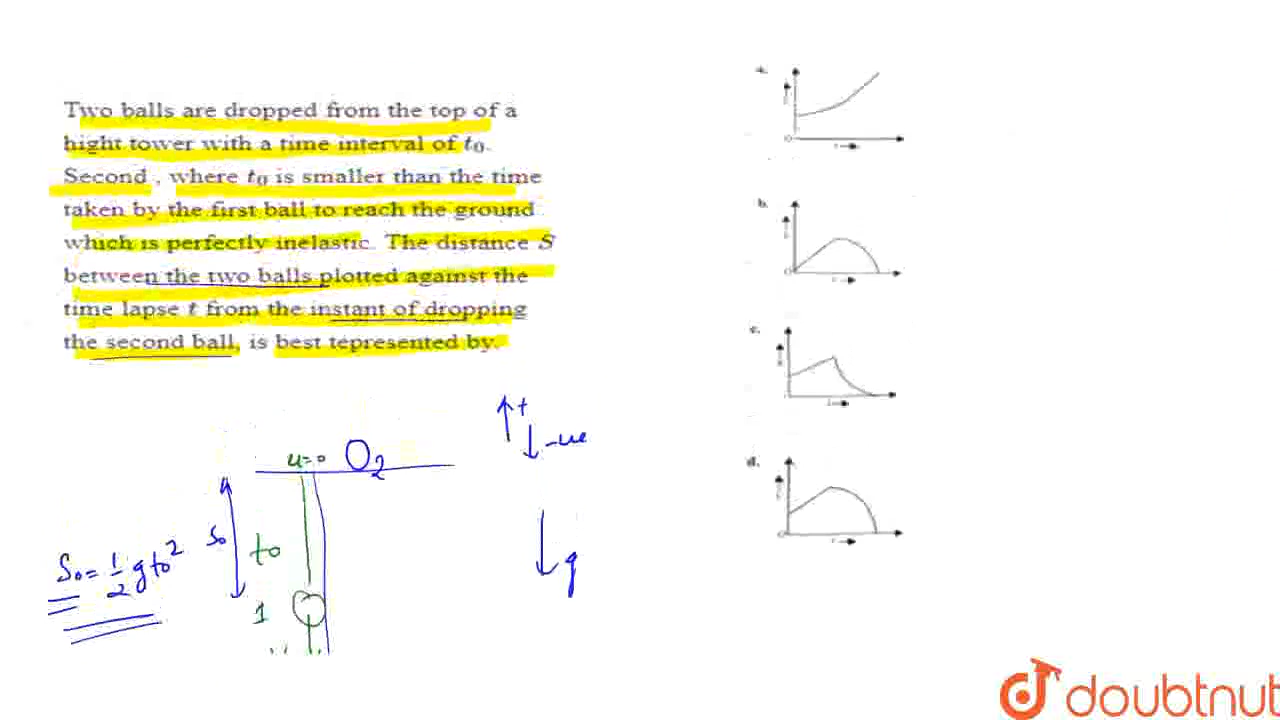 Two balls are dropped from the top of a
hight tower with a time interval of t₀.
Second , where t₀ is smaller than the time
taken by the first ball to reach the ground
which is perfectly inelastic. The distance S
between the two balls plotted against the
time lapse t from the instant of dropping
the second ball, is best tepresented by.
a.
b.
c.
d.
+
-ve
u=0 2
S₀
t₀
S₀ = 1/2 g t₀²
1
g
doubtnut